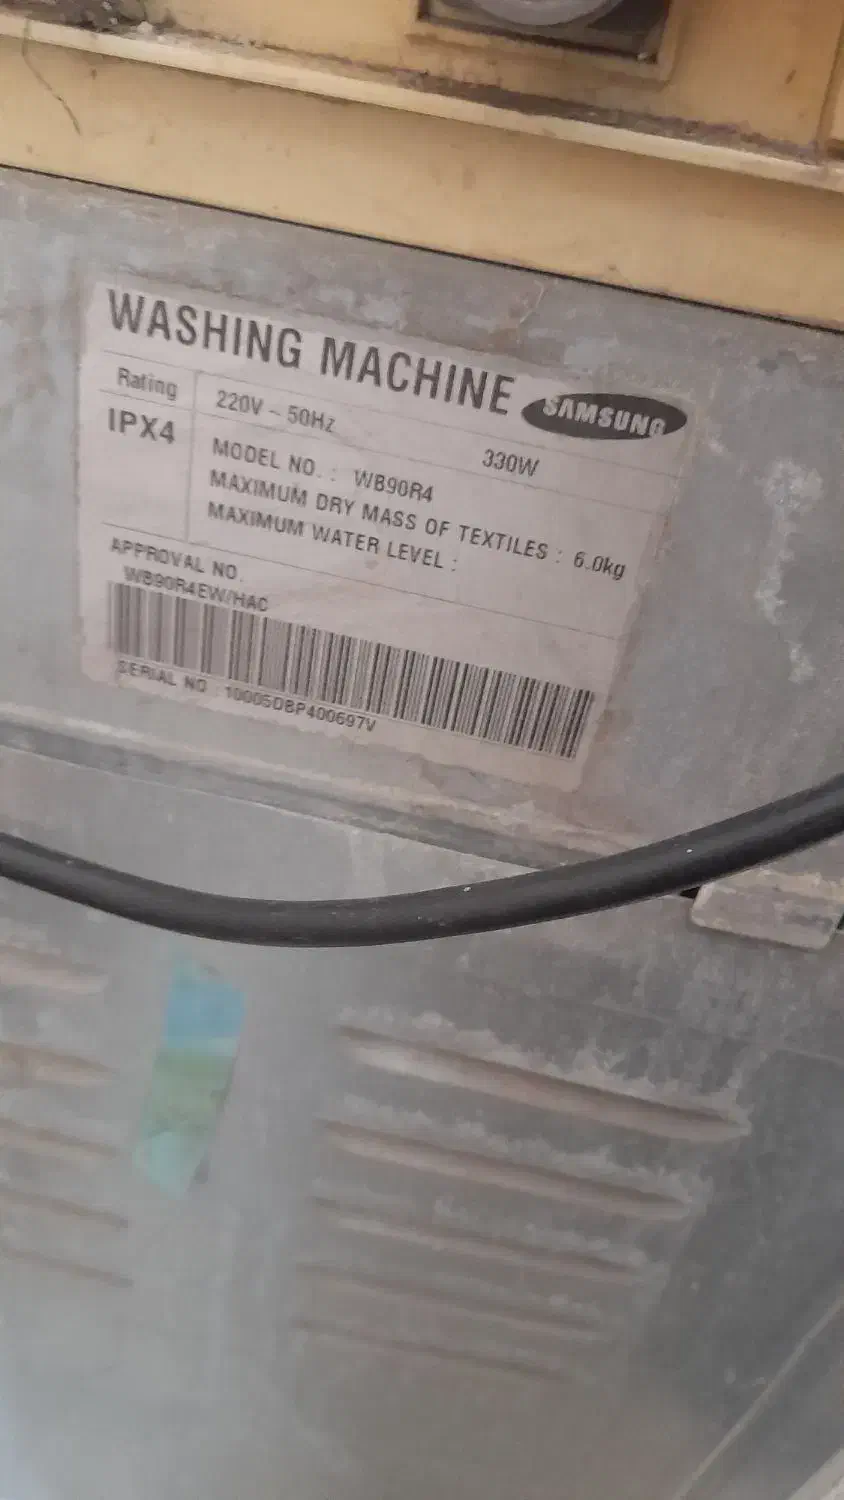 WASHING MACHINE SAMSUNG
Rating 220V ~ 50Hz 330W
IPX4
MODEL NO. : WB90R4
MAXIMUM DRY MASS OF TEXTILES : 6.0kg
MAXIMUM WATER LEVEL :
APPROVAL NO.
WB90R4EW/HAC
SERIAL NO : 10005DBP400697V